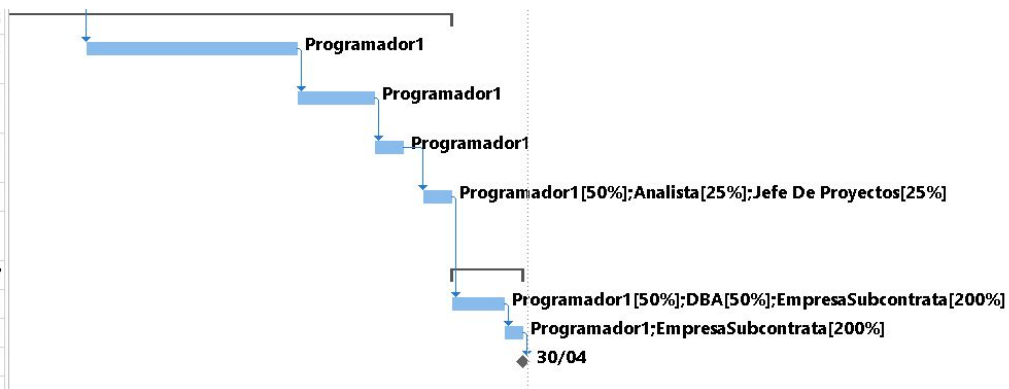 Programador1
Programador1
Programador1
Programador1[50%];Analista[25%];Jefe De Proyectos[25%]
Programador1[50%];DBA[50%];EmpresaSubcontrata[200%]
Programador1;EmpresaSubcontrata[200%]
30/04